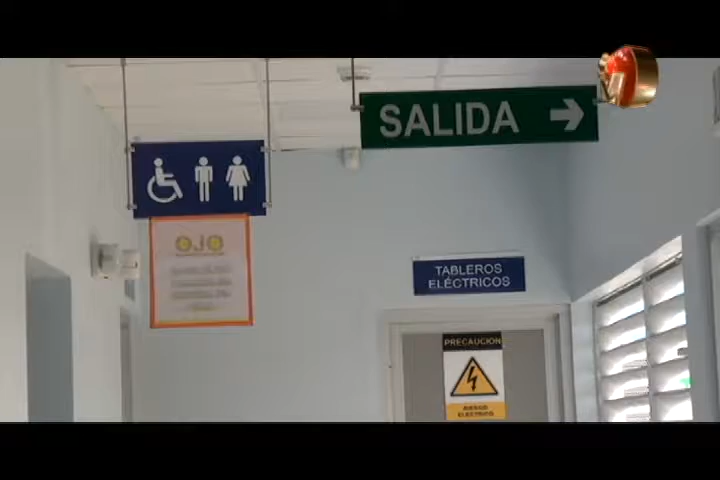 SALIDA
OJO
TABLEROS
ELÉCTRICOS
PRECAUCION
RIESGO
ELECTRICO